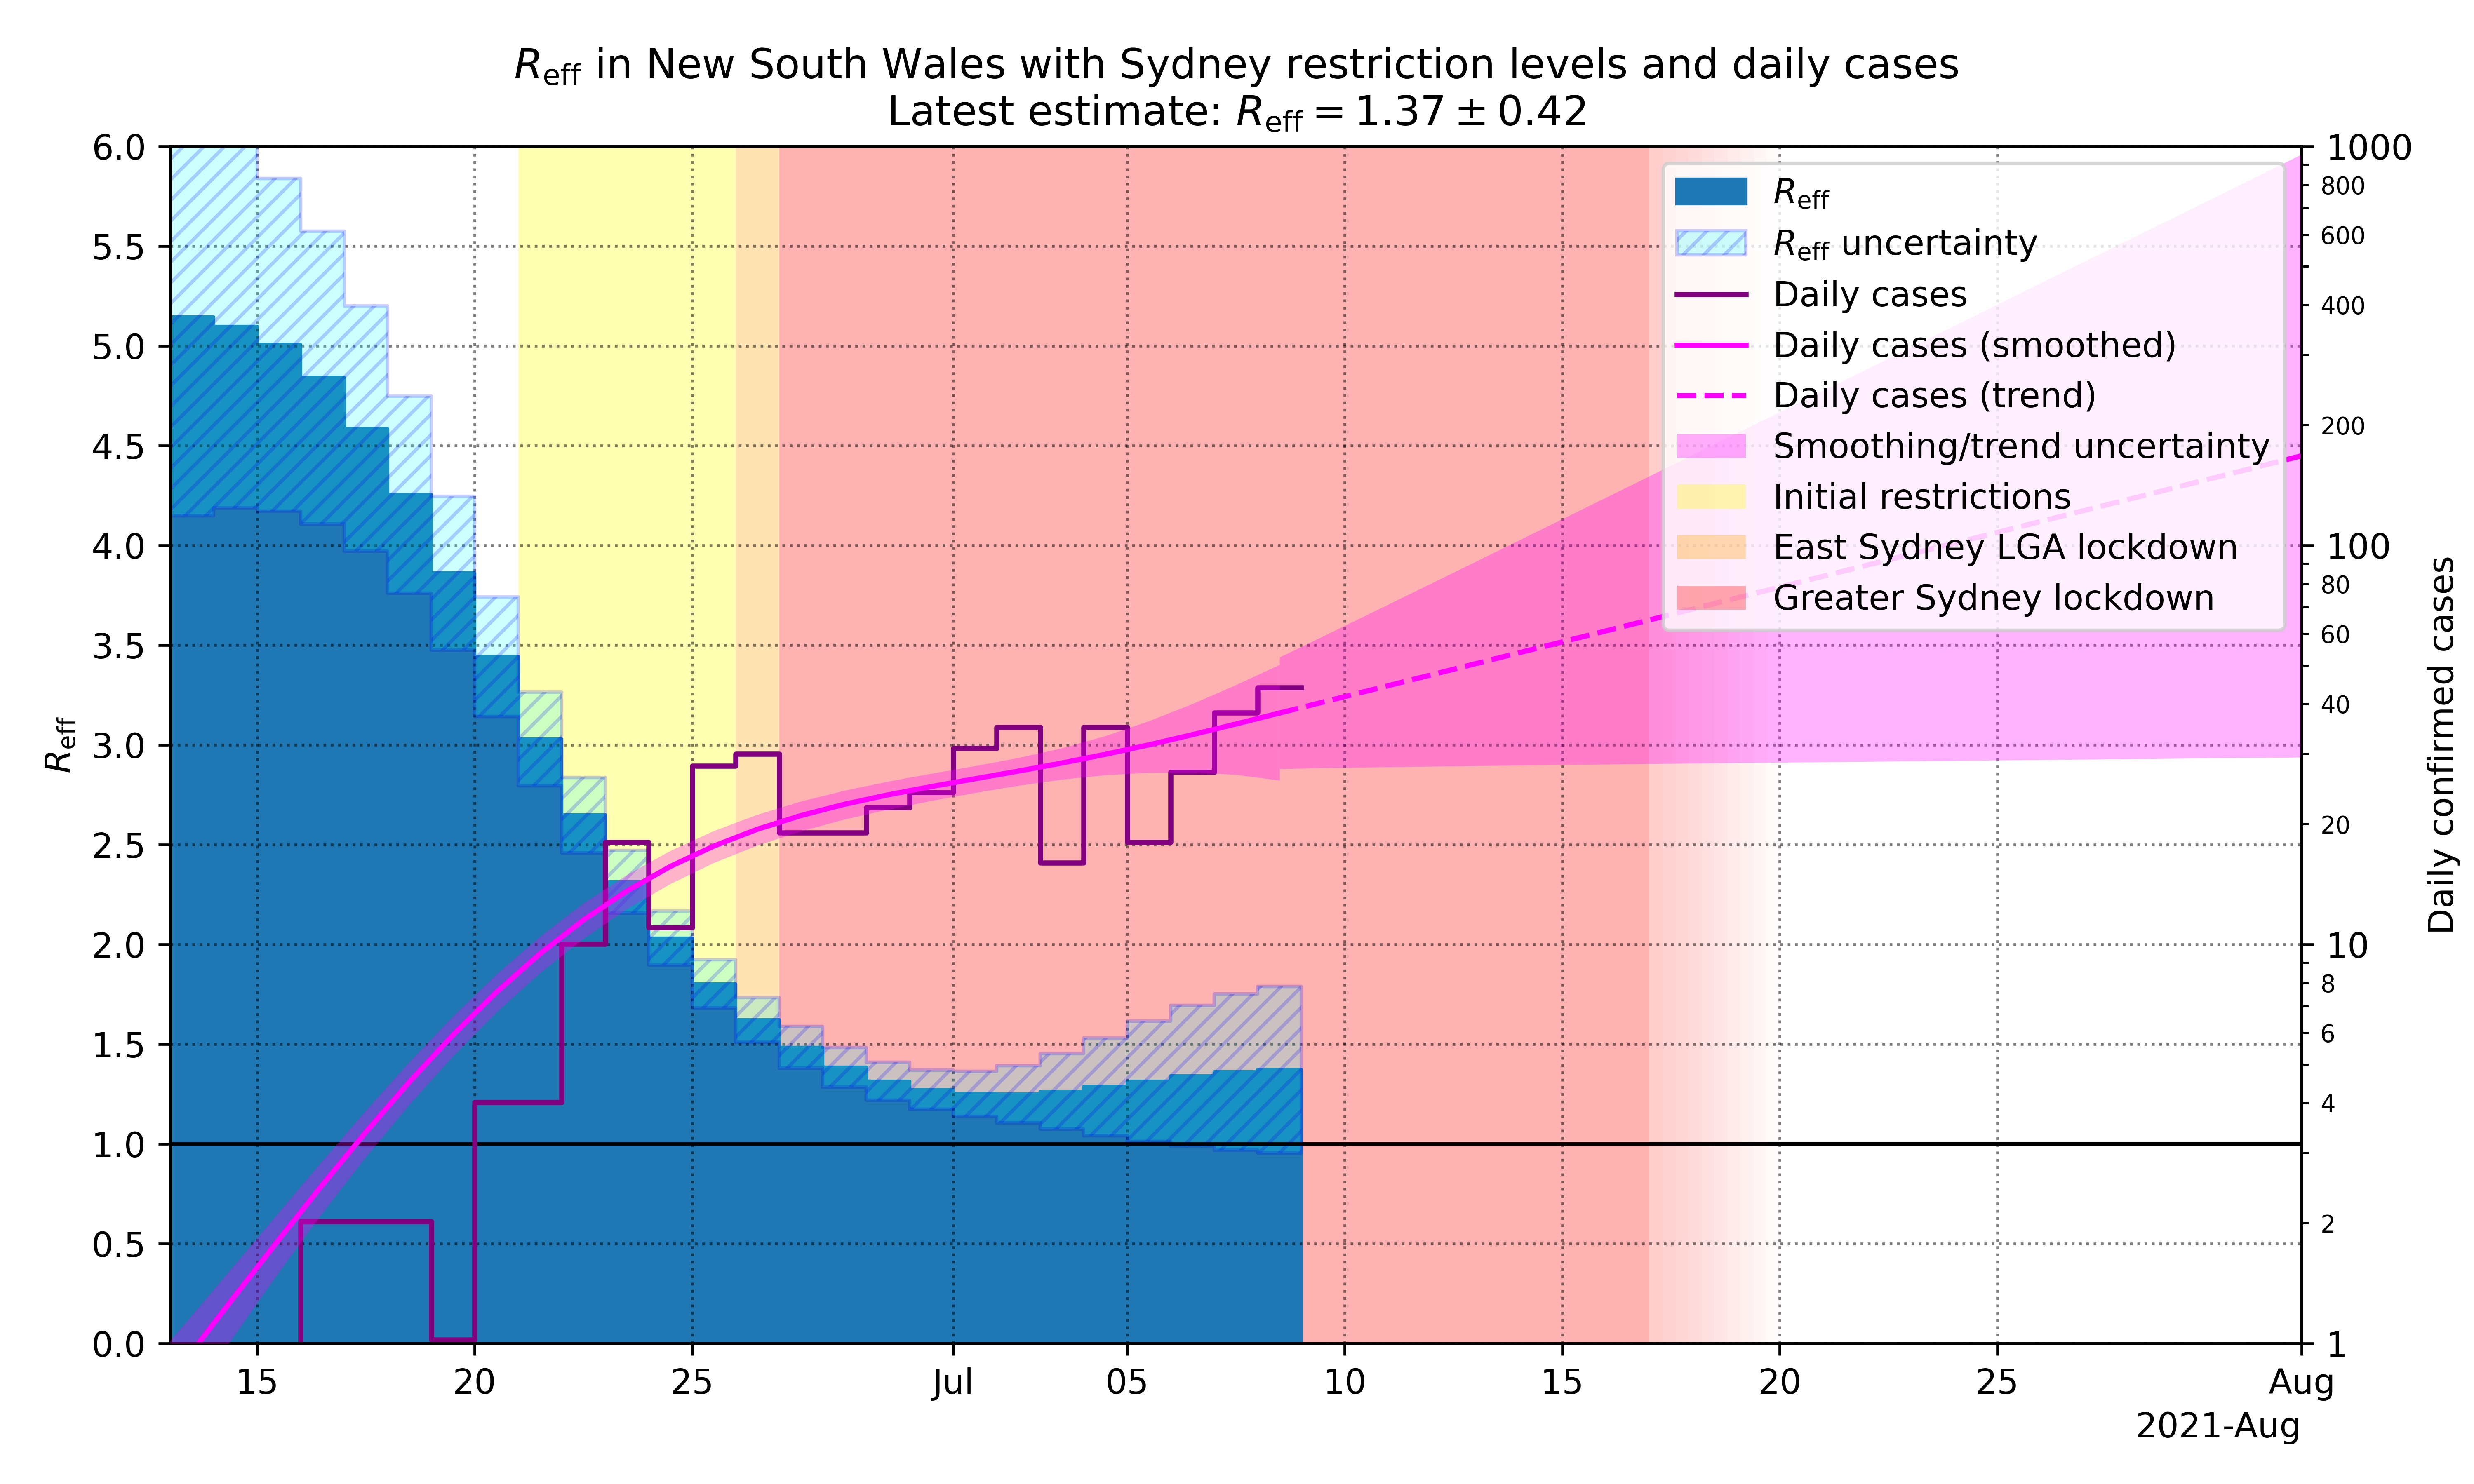 R_eff in New South Wales with Sydney restriction levels and daily cases
Latest estimate: R_eff = 1.37 ± 0.42
6.0
5.5
5.0
4.5
4.0
3.5
3.0
2.5
2.0
1.5
1.0
0.5
0.0
R_eff
R_eff
R_eff uncertainty
Daily cases
Daily cases (smoothed)
Daily cases (trend)
Smoothing/trend uncertainty
Initial restrictions
East Sydney LGA lockdown
Greater Sydney lockdown
1000
800
600
400
200
100
80
60
40
20
10
8
6
4
2
1
Daily confirmed cases
15 20 25 Jul 05 10 15 20 25 Aug
2021-Aug